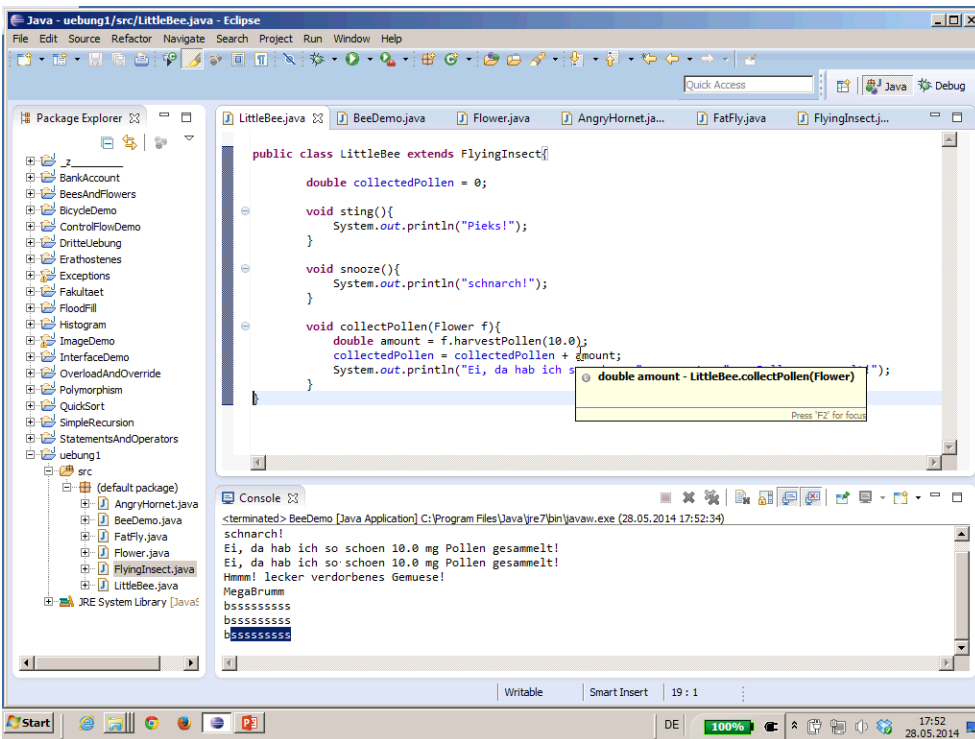 Java - uebung1/src/LittleBee.java - Eclipse
File Edit Source Refactor Navigate Search Project Run Window Help
Quick Access
Java
Debug
Package Explorer
_z_________
BankAccount
BeesAndFlowers
BicycleDemo
ControlFlowDemo
DritteUebung
Erathostenes
Exceptions
Fakultaet
FloodFill
Histogram
ImageDemo
InterfaceDemo
OverloadAndOverride
Polymorphism
QuickSort
SimpleRecursion
StatementsAndOperators
uebung1
src
(default package)
AngryHornet.java
BeeDemo.java
FatFly.java
Flower.java
FlyingInsect.java
LittleBee.java
JRE System Library [JavaS
LittleBee.java BeeDemo.java Flower.java AngryHornet.ja... FatFly.java FlyingInsect.j...
public class LittleBee extends FlyingInsect{
double collectedPollen = 0;
void sting(){
System.out.println("Pieks!");
}
void snooze(){
System.out.println("schnarch!");
}
void collectPollen(Flower f){
double amount = f.harvestPollen(10.0);
collectedPollen = collectedPollen + amount;
System.out.println("Ei, da hab ich s ");
}
}
double amount - LittleBee.collectPollen(Flower)
Press 'F2' for focus
Console
<terminated> BeeDemo [Java Application] C:\Program Files\Java\jre7\bin\javaw.exe (28.05.2014 17:52:34)
schnarch!
Ei, da hab ich so schoen 10.0 mg Pollen gesammelt!
Ei, da hab ich so schoen 10.0 mg Pollen gesammelt!
Hmmm! lecker verdorbenes Gemuese!
MegaBrumm
bsssssssss
bsssssssss
bsssssssss
Writable Smart Insert 19 : 1
Start
DE
100%
17:52
28.05.2014